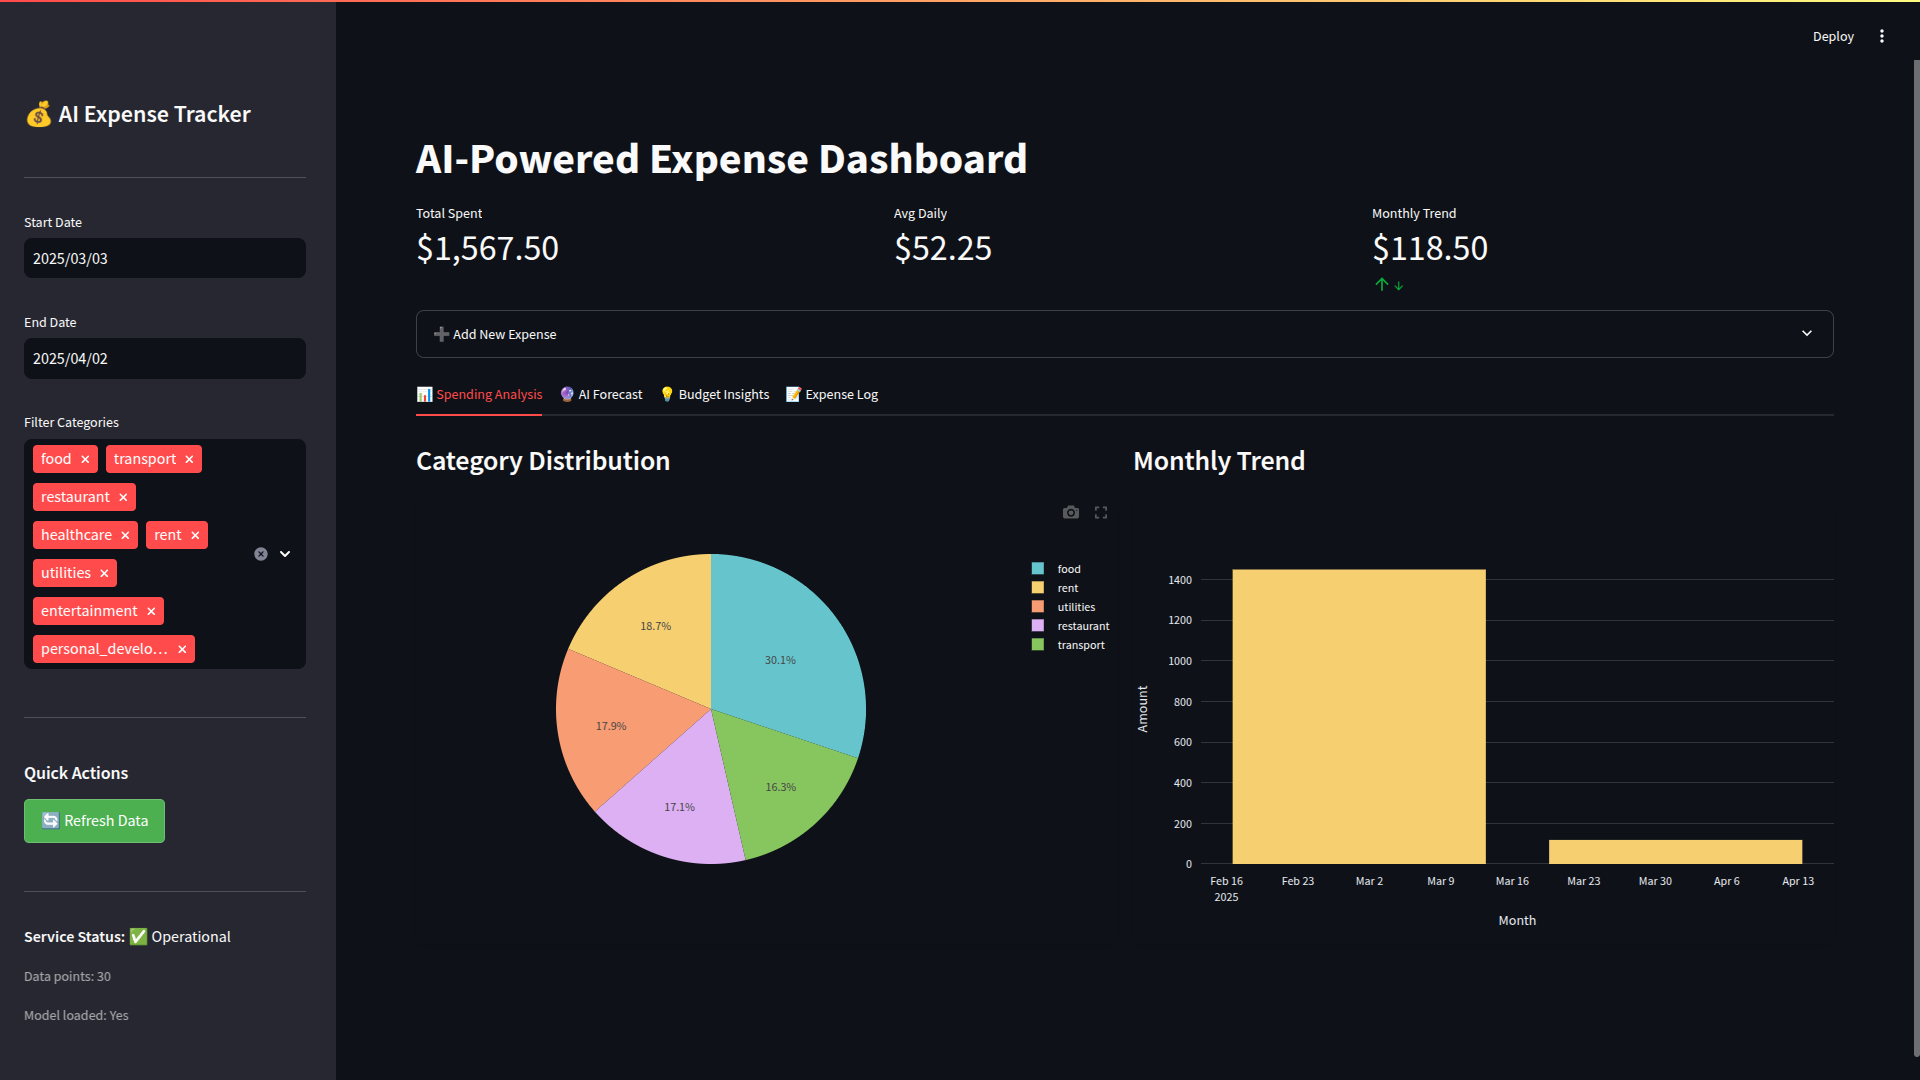 Deploy
💰 AI Expense Tracker
Start Date
2025/03/03
End Date
2025/04/02
Filter Categories
food × transport ×
restaurant ×
healthcare × rent ×
utilities ×
entertainment ×
personal_develo... ×
Quick Actions
🔄 Refresh Data
Service Status: ✅ Operational
Data points: 30
Model loaded: Yes
AI-Powered Expense Dashboard
Total Spent
$1,567.50
Avg Daily
$52.25
Monthly Trend
$118.50
↑ ↓
➕ Add New Expense
📊 Spending Analysis 🔮 AI Forecast 💡 Budget Insights 📝 Expense Log
Category Distribution
18.7%
30.1%
17.9%
16.3%
17.1%
food
rent
utilities
restaurant
transport
Monthly Trend
1400
1200
1000
800
600
400
200
0
Amount
Feb 16 Feb 23 Mar 2 Mar 9 Mar 16 Mar 23 Mar 30 Apr 6 Apr 13
2025
Month